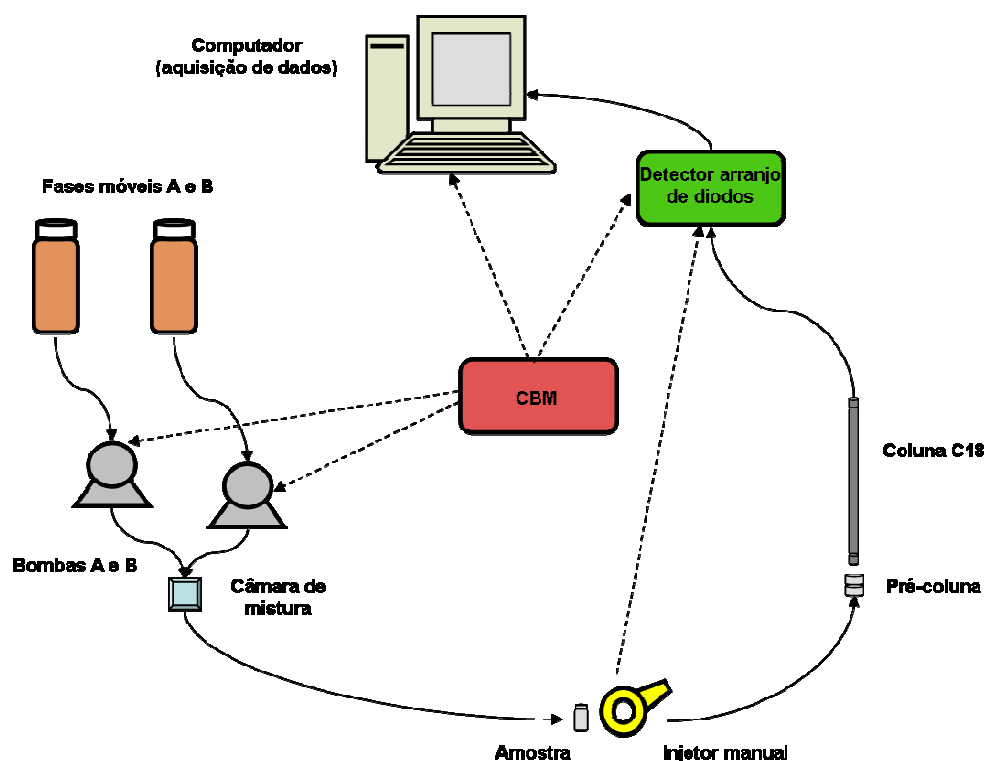 Computador
(aquisição de dados)
Detector arranjo
de diodos
Fases móveis A e B
CBM
Coluna C18
Bombas A e B
Câmara de
mistura
Pré-coluna
Amostra
Injetor manual